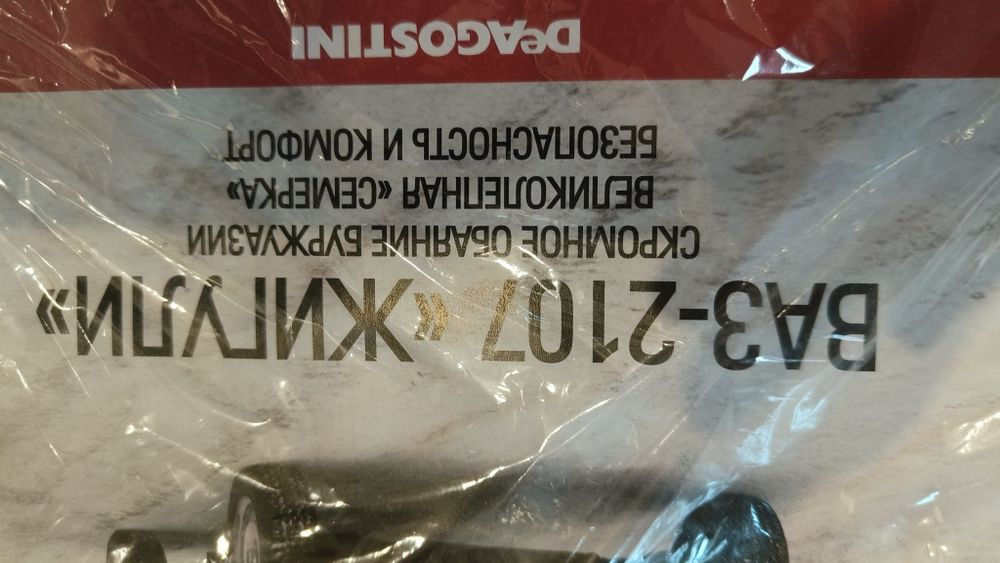 ВАЗ-2107 «ЖИГУЛИ»
СКРОМНОЕ ОБАЯНИЕ БУРЖУАЗИИ
ВЕЛИКОЛЕПНАЯ «СЕМЕРКА»
БЕЗОПАСНОСТЬ И КОМФОРТ
DeAGOSTINI